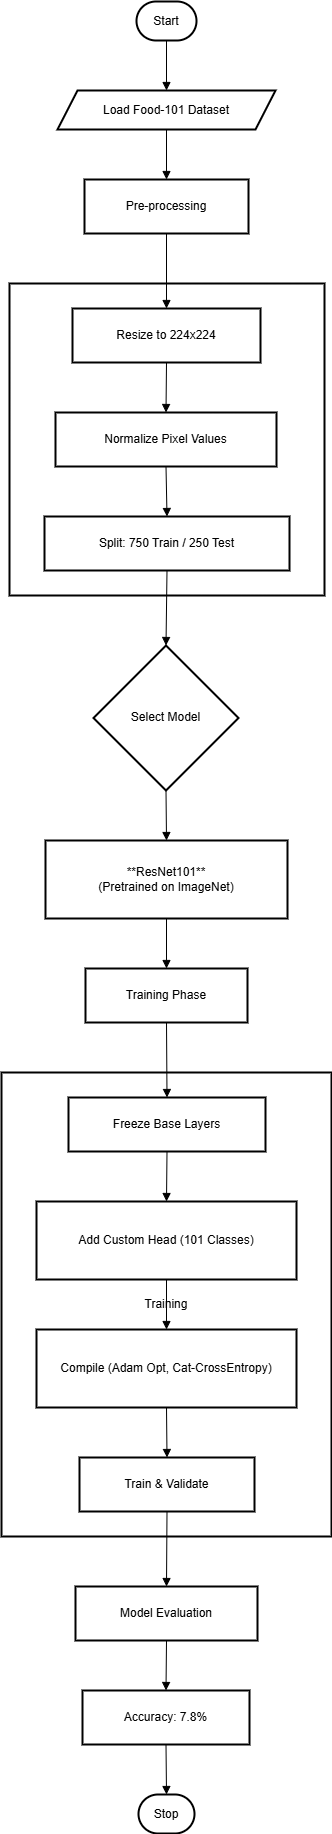 Start
Load Food-101 Dataset
Pre-processing
Resize to 224x224
Normalize Pixel Values
Split: 750 Train / 250 Test
Select Model
**ResNet101**
(Pretrained on ImageNet)
Training Phase
Freeze Base Layers
Add Custom Head (101 Classes)
Training
Compile (Adam Opt, Cat-CrossEntropy)
Train & Validate
Model Evaluation
Accuracy: 7.8%
Stop